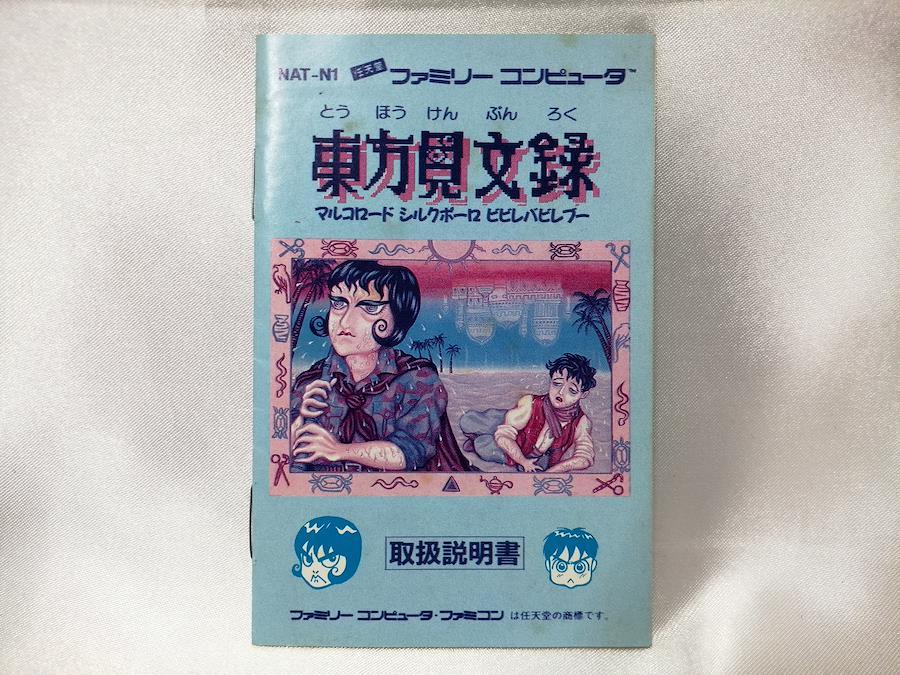 NAT-N1 任天堂 ファミリー コンピュータ™
とう ほう けん ぶん ろく
東方見文録
マルコロード シルクポーロ ビビレバビレブー
取扱説明書
ファミリー コンピュータ・ファミコン は任天堂の商標です。